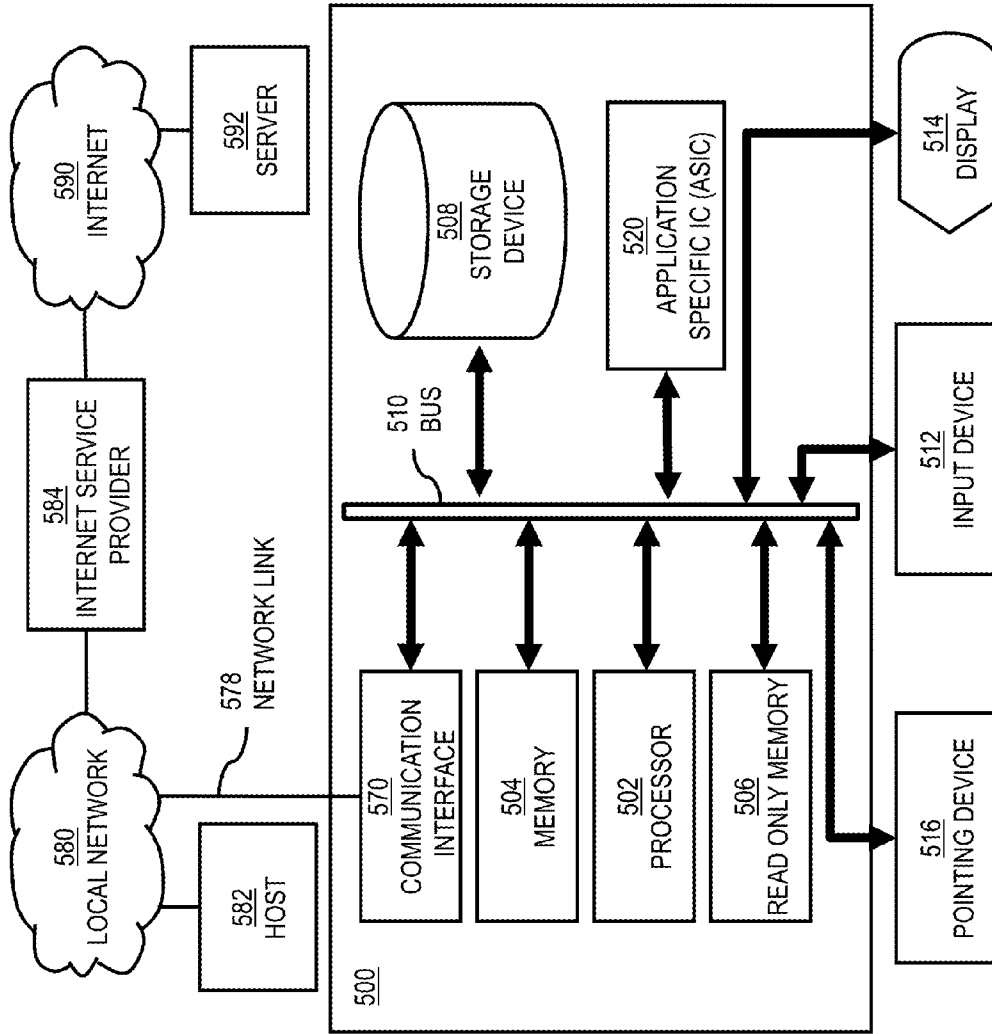 580
LOCAL NETWORK
584
INTERNET SERVICE
PROVIDER
590
INTERNET
582
HOST
578
NETWORK LINK
592
SERVER
500
570
COMMUNICATION
INTERFACE
510
BUS
508
STORAGE
DEVICE
504
MEMORY
502
PROCESSOR
520
APPLICATION
SPECIFIC IC (ASIC)
506
READ ONLY MEMORY
516
POINTING DEVICE
512
INPUT DEVICE
514
DISPLAY